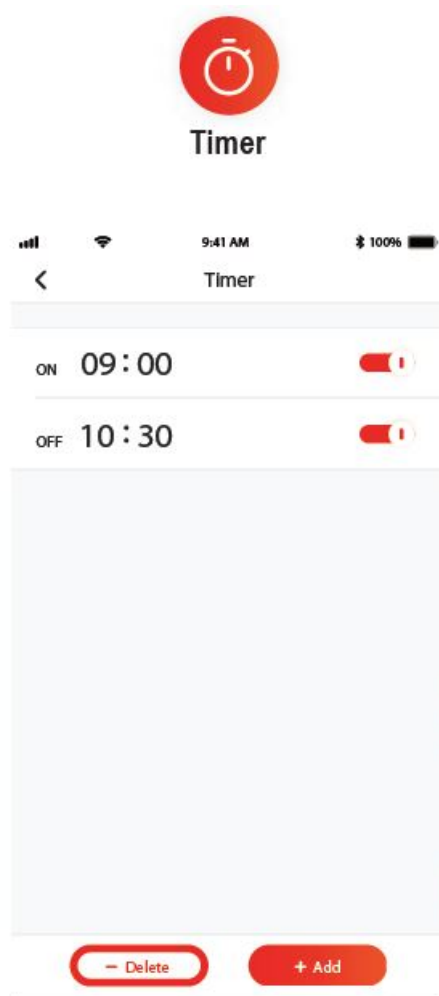 Timer
9:41 AM 100%
Timer
ON 09:00
OFF 10:30
− Delete + Add